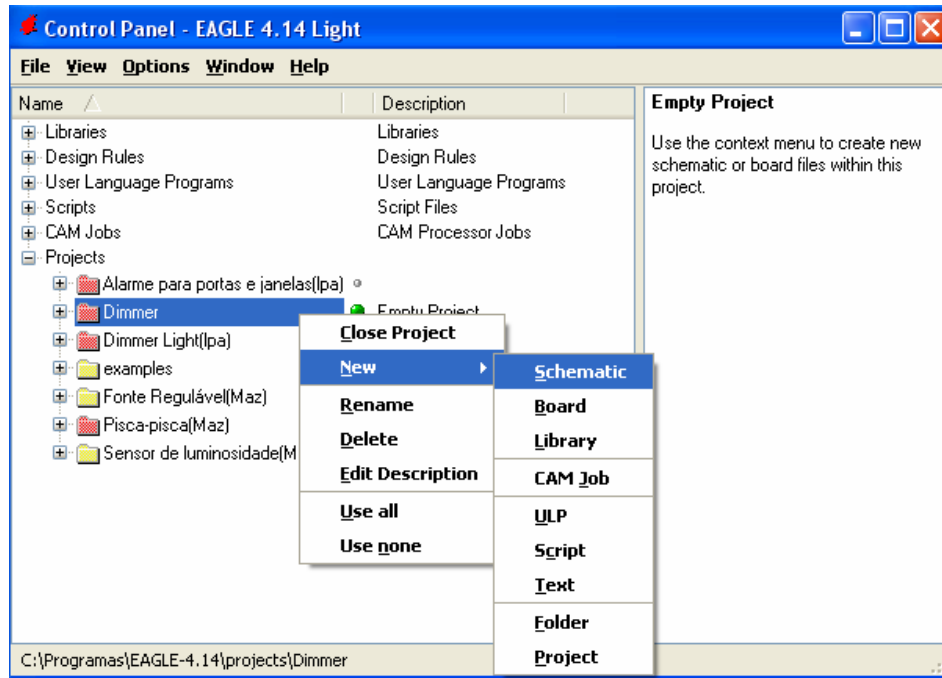 Control Panel - EAGLE 4.14 Light
File View Options Window Help
Name Description
Libraries Libraries
Design Rules Design Rules
User Language Programs User Language Programs
Scripts Script Files
CAM Jobs CAM Processor Jobs
Projects
Alarme para portas e janelas(lpa)
Dimmer Empty Project
Dimmer Light(lpa)
examples
Fonte Regulável(Maz)
Pisca-pisca(Maz)
Sensor de luminosidade(M
Close Project
New
Rename
Delete
Edit Description
Use all
Use none
Schematic
Board
Library
CAM Job
ULP
Script
Text
Folder
Project
Empty Project
Use the context menu to create new
schematic or board files within this
project.
C:\Programas\EAGLE-4.14\projects\Dimmer